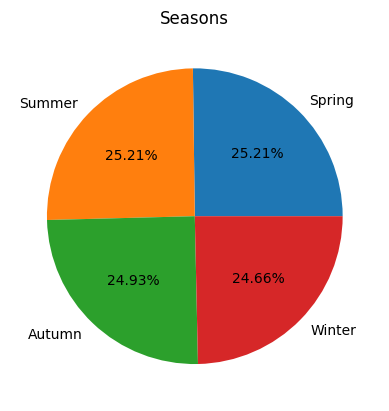 Seasons
Summer
Spring
25.21%
25.21%
24.93%
24.66%
Autumn
Winter